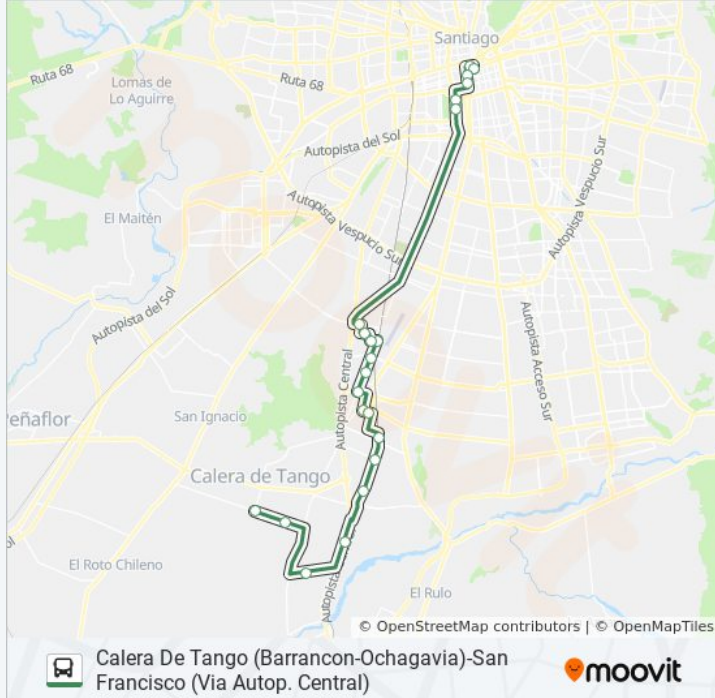 Santiago
Ruta 68
Lomas de
Lo Aguirre
Ruta 68
Autopista del Sol
Autopista Vespucio Sur
El Maitén
Autopista Vespucio Sur
Autopista del Sol
Autopista Central
Autopista Acceso Sur
San Ignacio
Peñaflor
Calera de Tango
El Roto Chileno
Autopista
El Rulo
© OpenStreetMap contributors | © OpenMapTiles
Calera De Tango (Barrancon-Ochagavia)-San
Francisco (Via Autop. Central)
moovit